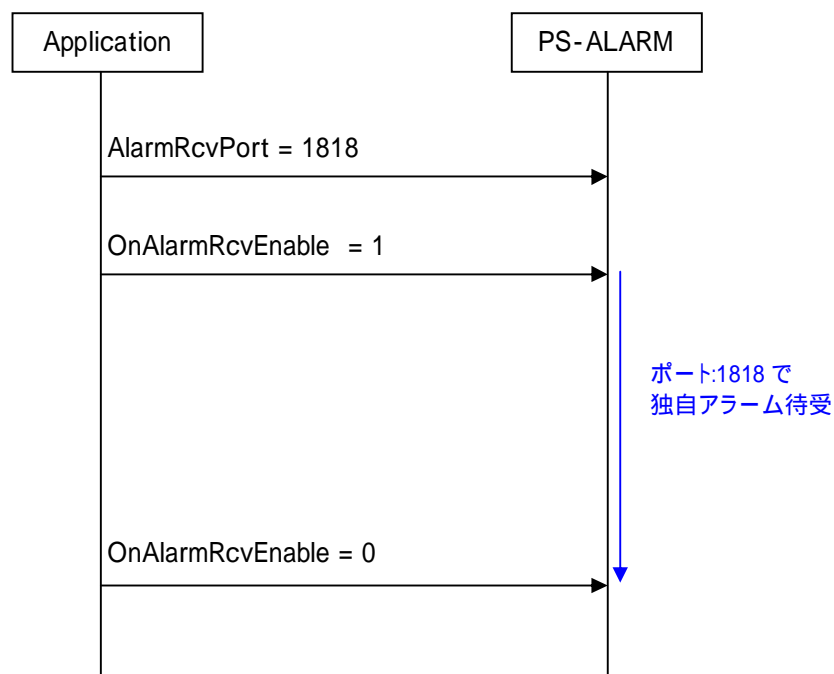 Application
PS-ALARM
AlarmRcvPort = 1818
OnAlarmRcvEnable = 1
ポート:1818 で
独自アラーム待受
OnAlarmRcvEnable = 0